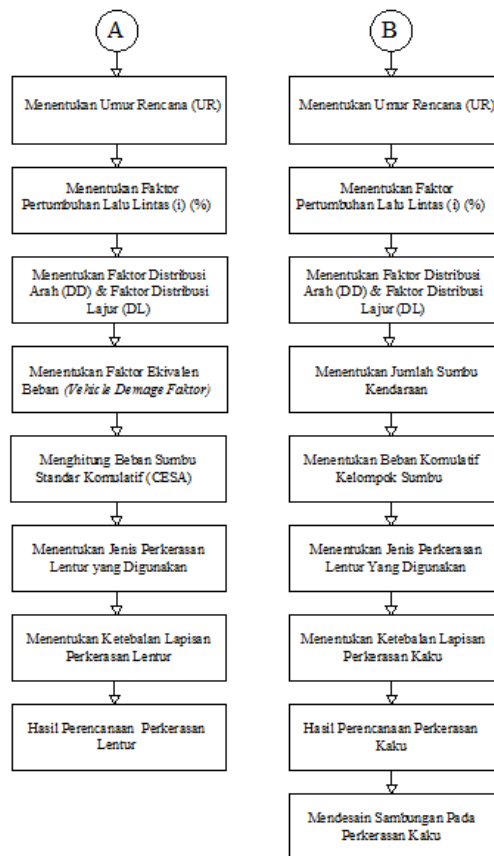 A
Menentukan Umur Rencana (UR)
Menentukan Faktor
Pertumbuhan Lalu Lintas (i) (%)
Menentukan Faktor Distribusi
Arah (DD) & Faktor Distribusi
Lajur (DL)
Menentukan Faktor Ekivalen
Beban (Vehicle Demage Faktor)
Menghitung Beban Sumbu
Standar Komulatif (CESA)
Menentukan Jenis Perkerasan
Lentur yang Digunakan
Menentukan Ketebalan Lapisan
Perkerasan Lentur
Hasil Perencanaan Perkerasan
Lentur
B
Menentukan Umur Rencana (UR)
Menentukan Faktor
Pertumbuhan Lalu Lintas (i) (%)
Menentukan Faktor Distribusi
Arah (DD) & Faktor Distribusi
Lajur (DL)
Menentukan Jumlah Sumbu
Kendaraan
Menentukan Beban Komulatif
Kelompok Sumbu
Menentukan Jenis Perkerasan
Lentur Yang Digunakan
Menentukan Ketebalan Lapisan
Perkerasan Kaku
Hasil Perencanaan Perkerasan
Kaku
Mendesain Sambungan Pada
Perkerasan Kaku